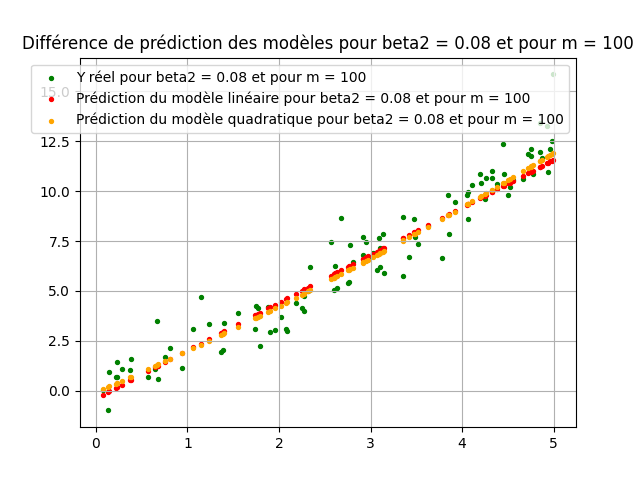 Différence de prédiction des modèles pour beta2 = 0.08 et pour m = 100
Y réel pour beta2 = 0.08 et pour m = 100
Prédiction du modèle linéaire pour beta2 = 0.08 et pour m = 100
Prédiction du modèle quadratique pour beta2 = 0.08 et pour m = 100
15.0
12.5
10.0
7.5
5.0
2.5
0.0
0 1 2 3 4 5